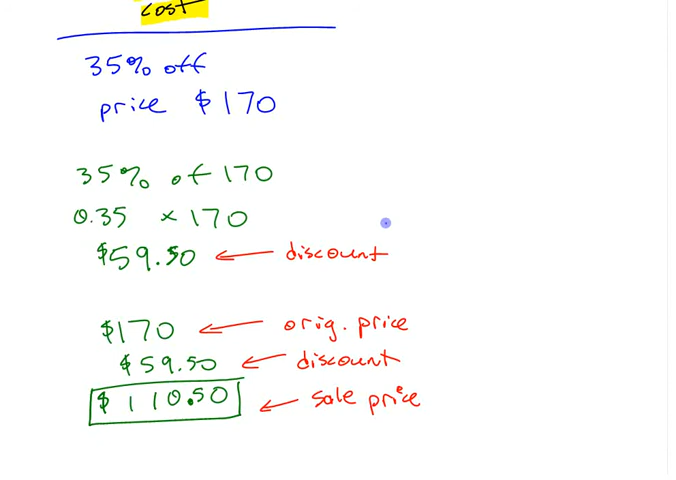 cost
35% off
price $170
35% of 170
0.35 × 170
$59.50 ← discount
$170 ← orig. price
$59.50 ← discount
$110.50 ← sale price